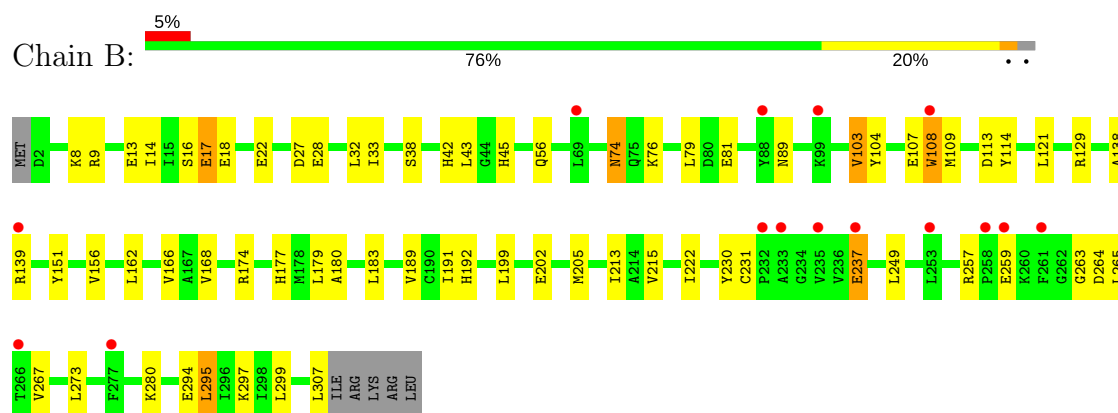 5%
Chain B:
76% 20% • •
MET D2 K8 R9 E13 I14 I15 S16 E17 E18 E22 D27 E28 L32 I33 S38 H42 L43 G44 H45 Q56 L69 N74 Q75 K76 L79 D80 E81 Y88 N89 K99 V103 Y104 E107 W108 M109 D113 Y114 L121 R129 A138
R139 Y151 V156 L162 V166 A167 V168 R174 H177 M178 L179 A180 L183 V189 C190 I191 H192 L199 E202 M205 I213 A214 V215 I222 Y230 C231 P232 A233 G234 V235 V236 E237 L249 L253 R257 P258 E259 K260 F261 G262 G263 D264 L265
T266 V267 L273 F277 K280 E294 L295 I296 K297 I298 L299 L307 ILE ARG LYS ARG LEU